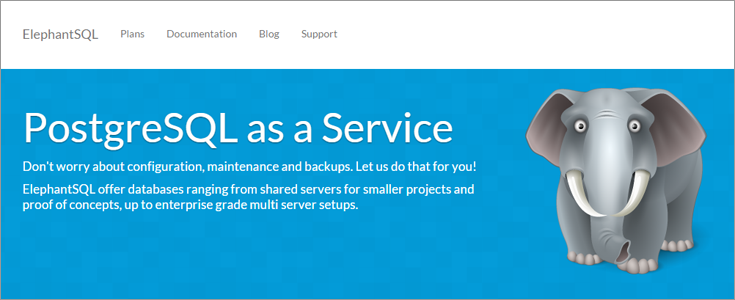 ElephantSQL Plans Documentation Blog Support
PostgreSQL as a Service
Don't worry about configuration, maintenance and backups. Let us do that for you!
ElephantSQL offer databases ranging from shared servers for smaller projects and
proof of concepts, up to enterprise grade multi server setups.